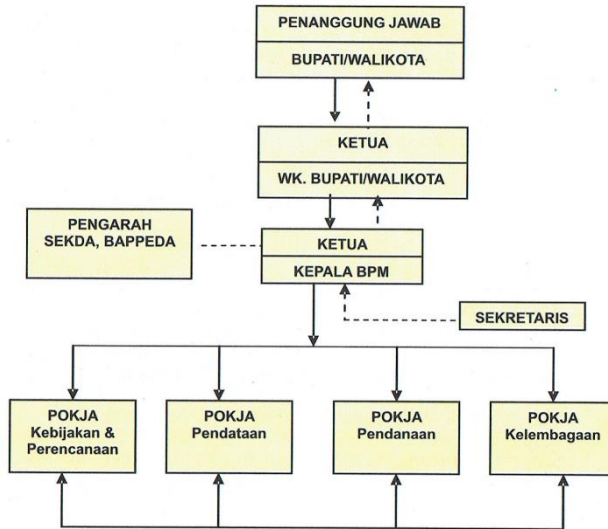 PENANGGUNG JAWAB
BUPATI/WALIKOTA
KETUA
WK. BUPATI/WALIKOTA
PENGARAH
SEKDA, BAPPEDA
KETUA
KEPALA BPM
SEKRETARIS
POKJA
Kebijakan &
Perencanaan
POKJA
Pendataan
POKJA
Pendanaan
POKJA
Kelembagaan